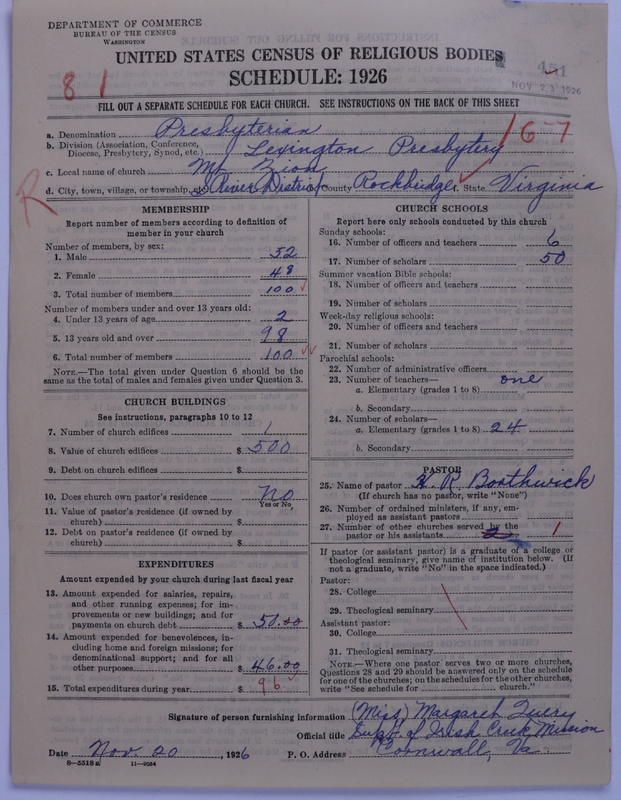 DEPARTMENT OF COMMERCE
BUREAU OF THE CENSUS
WASHINGTON
UNITED STATES CENSUS OF RELIGIOUS BODIES
SCHEDULE: 1926
8 1
451
NOV 23 1926
FILL OUT A SEPARATE SCHEDULE FOR EACH CHURCH. SEE INSTRUCTIONS ON THE BACK OF THIS SHEET
a. Denomination Presbyterian
b. Division (Association, Conference, Diocese, Presbytery, Synod, etc.) Lexington Presbytery 167
c. Local name of church Mt Zion
d. City, town, village, or township, River District County Rockbridge f. State Virginia
R
MEMBERSHIP
Report number of members according to definition of
member in your church
Number of members, by sex:
1. Male 52
2. Female 48
3. Total number of members 100
Number of members under and over 13 years old:
4. Under 13 years of age 2
5. 13 years old and over 98
6. Total number of members 100
NOTE.—The total given under Question 6 should be
same as the total of males and females given under Question 3.
CHURCH BUILDINGS
See instructions, paragraphs 10 to 12
7. Number of church edifices 1
8. Value of church edifices $ 500
9. Debt on church edifices $
10. Does church own pastor's residence No
Yes or No
11. Value of pastor's residence (if owned by
church) $
12. Debt on pastor's residence (if owned by
church) $
EXPENDITURES
Amount expended by your church during last fiscal year
13. Amount expended for salaries, repairs,
and other running expenses; for im-
provements or new buildings; and for
payments on church debt $ 50.00
14. Amount expended for benevolences, in-
cluding home and foreign missions; for
denominational support; and for all
other purposes $ 46.00
15. Total expenditures during year $ 96.
CHURCH SCHOOLS
Report here only schools conducted by this church
Sunday schools:
16. Number of officers and teachers 6
17. Number of scholars 50
Summer vacation Bible schools:
18. Number of officers and teachers
19. Number of scholars
Week-day religious schools:
20. Number of officers and teachers
21. Number of scholars
Parochial schools:
22. Number of administrative officers
23. Number of teachers—
a. Elementary (grades 1 to 8) one
b. Secondary
24. Number of scholars—
a. Elementary (grades 1 to 8) 24
b. Secondary
PASTOR
25. Name of pastor R Borthwick
(If church has no pastor, write "None")
26. Number of ordained ministers, if any, em-
ployed as assistant pastors
27. Number of other churches served by the
pastor or his assistants 2 1
If pastor (or assistant pastor) is a graduate of a college or
theological seminary, give name of institution below. (If
not a graduate, write "No" in the space indicated.)
Pastor:
28. College
29. Theological seminary
Assistant pastor:
30. College
31. Theological seminary
NOTE.—Where one pastor serves two or more churches,
Questions 28 and 29 should be answered only on the schedule
for one of the churches; on the schedules for the other churches,
write "See schedule for church."
Signature of person furnishing information (Miss) Margaret Query
Official title Supt of Irish Creek Mission
Date Nov. 20, 1926 P. O. Address Cornwall, Va
8—5518a 11—9034